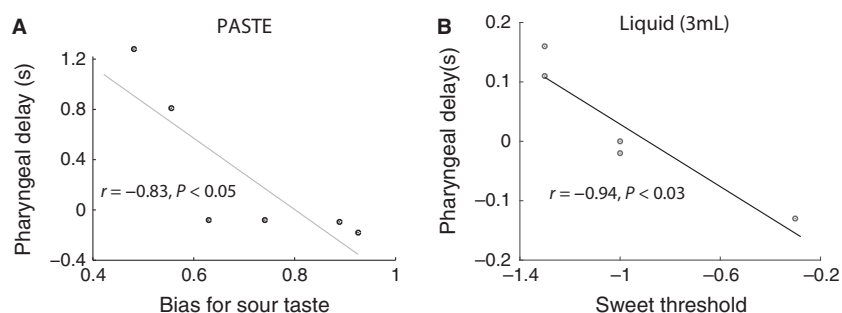 A
PASTE
Pharyngeal delay (s)
1.2
0.8
0.4
0
−0.4
r = −0.83, P < 0.05
0.4
0.6
0.8
1
Bias for sour taste
B
Liquid (3mL)
Pharyngeal delay(s)
0.2
0.1
0
−0.1
−0.2
r = −0.94, P < 0.03
−1.4
−1
−0.6
−0.2
Sweet threshold